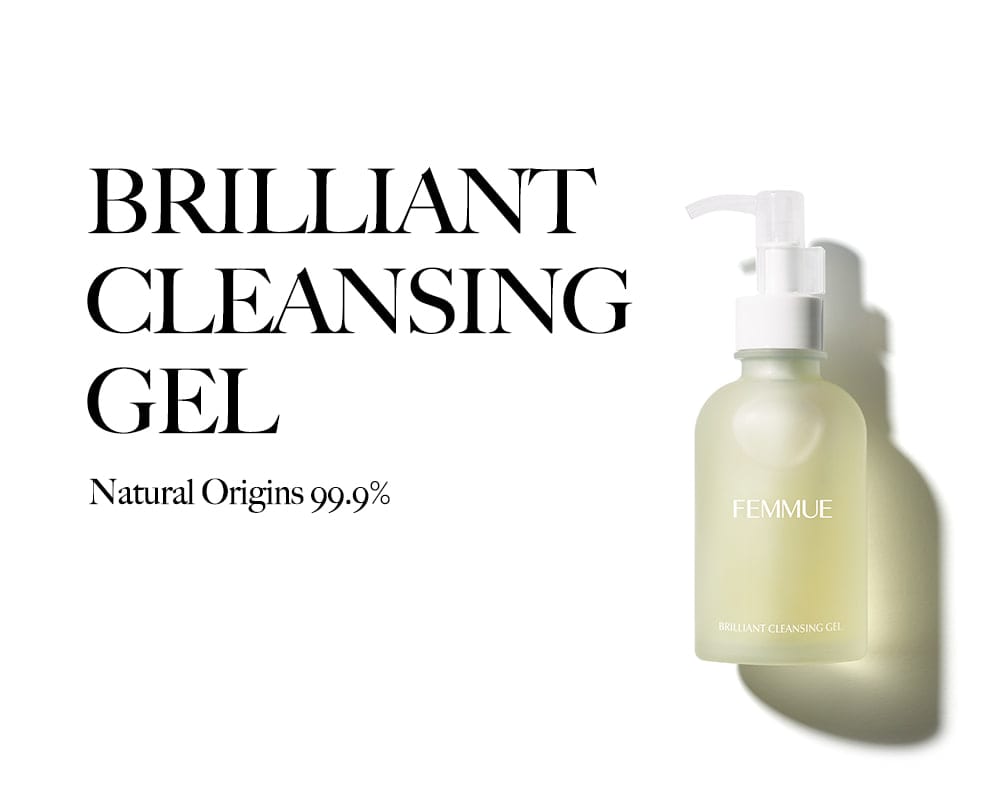 BRILLIANT
CLEANSING
GEL
Natural Origins 99.9%
FEMMUE
BRILLIANT CLEANSING GEL